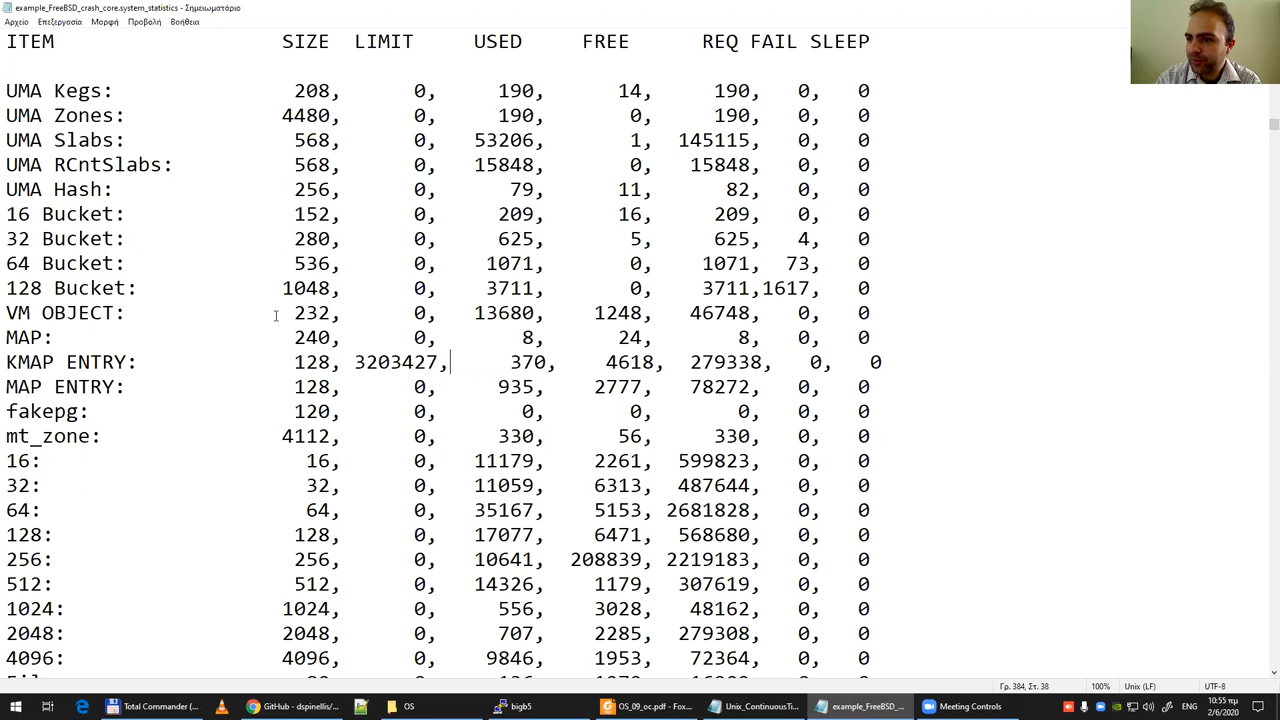 example_FreeBSD_crash_core.system_statistics - Σημειωματάριο
Αρχείο Επεξεργασία Μορφή Προβολή Βοήθεια
ITEM SIZE LIMIT USED FREE REQ FAIL SLEEP
UMA Kegs: 208, 0, 190, 14, 190, 0, 0
UMA Zones: 4480, 0, 190, 0, 190, 0, 0
UMA Slabs: 568, 0, 53206, 1, 145115, 0, 0
UMA RCntSlabs: 568, 0, 15848, 0, 15848, 0, 0
UMA Hash: 256, 0, 79, 11, 82, 0, 0
16 Bucket: 152, 0, 209, 16, 209, 0, 0
32 Bucket: 280, 0, 625, 5, 625, 4, 0
64 Bucket: 536, 0, 1071, 0, 1071, 73, 0
128 Bucket: 1048, 0, 3711, 0, 3711,1617, 0
VM OBJECT: 232, 0, 13680, 1248, 46748, 0, 0
MAP: 240, 0, 8, 24, 8, 0, 0
KMAP ENTRY: 128, 3203427, 370, 4618, 279338, 0, 0
MAP ENTRY: 128, 0, 935, 2777, 78272, 0, 0
fakepg: 120, 0, 0, 0, 0, 0, 0
mt_zone: 4112, 0, 330, 56, 330, 0, 0
16: 16, 0, 11179, 2261, 599823, 0, 0
32: 32, 0, 11059, 6313, 487644, 0, 0
64: 64, 0, 35167, 5153, 2681828, 0, 0
128: 128, 0, 17077, 6471, 568680, 0, 0
256: 256, 0, 10641, 208839, 2219183, 0, 0
512: 512, 0, 14326, 1179, 307619, 0, 0
1024: 1024, 0, 556, 3028, 48162, 0, 0
2048: 2048, 0, 707, 2285, 279308, 0, 0
4096: 4096, 0, 9846, 1953, 72364, 0, 0
Γρ. 384, Στ. 38 100% Unix (LF) UTF-8
Total Commander (... GitHub - dspinellis/... OS bigb5 OS_09_oc.pdf - Fox... Unix_ContinuousTi... example_FreeBSD_... Meeting Controls
ENG 10:55 πμ
2/6/2020